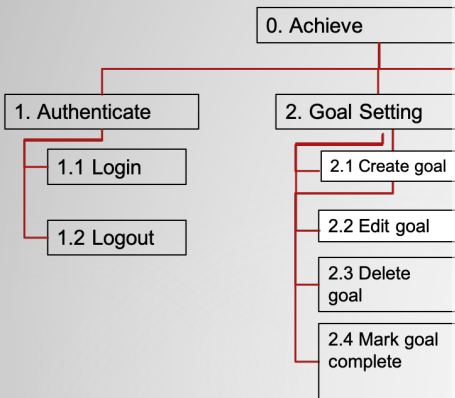 0. Achieve
1. Authenticate
1.1 Login
1.2 Logout
2. Goal Setting
2.1 Create goal
2.2 Edit goal
2.3 Delete
goal
2.4 Mark goal
complete